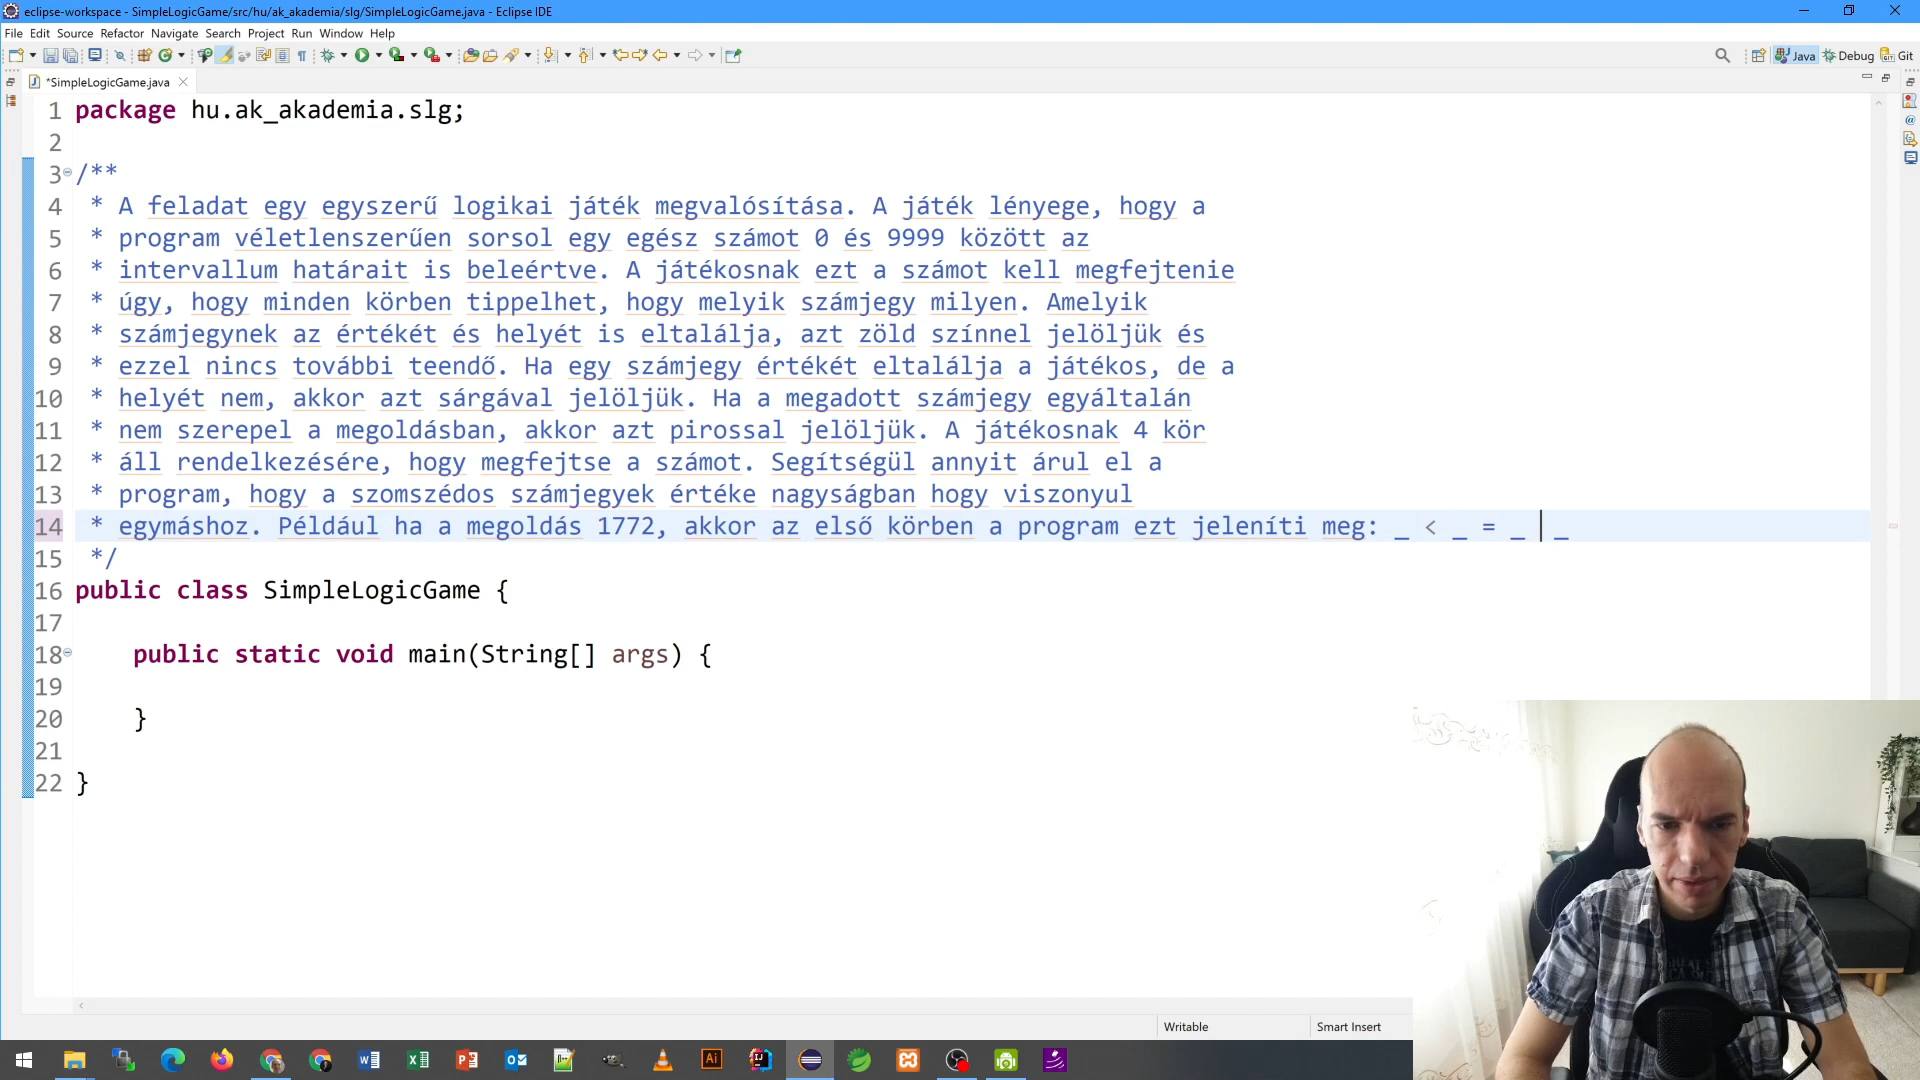 eclipse-workspace - SimpleLogicGame/src/hu/ak_akademia/slg/SimpleLogicGame.java - Eclipse IDE
File Edit Source Refactor Navigate Search Project Run Window Help
Java Debug Git
*SimpleLogicGame.java
1 package hu.ak_akademia.slg;
2
3 /**
4 * A feladat egy egyszerű logikai játék megvalósítása. A játék lényege, hogy a
5 * program véletlenszerűen sorsol egy egész számot 0 és 9999 között az
6 * intervallum határait is beleértve. A játékosnak ezt a számot kell megfejtenie
7 * úgy, hogy minden körben tippelhet, hogy melyik számjegy milyen. Amelyik
8 * számjegynek az értékét és helyét is eltalálja, azt zöld színnel jelöljük és
9 * ezzel nincs további teendő. Ha egy számjegy értékét eltalálja a játékos, de a
10 * helyét nem, akkor azt sárgával jelöljük. Ha a megadott számjegy egyáltalán
11 * nem szerepel a megoldásban, akkor azt pirossal jelöljük. A játékosnak 4 kör
12 * áll rendelkezésére, hogy megfejtse a számot. Segítségül annyit árul el a
13 * program, hogy a szomszédos számjegyek értéke nagyságban hogy viszonyul
14 * egymáshoz. Például ha a megoldás 1772, akkor az első körben a program ezt jeleníti meg: _ < _ = _ _
15 */
16 public class SimpleLogicGame {
17
18 public static void main(String[] args) {
19
20 }
21
22 }
Writable Smart Insert